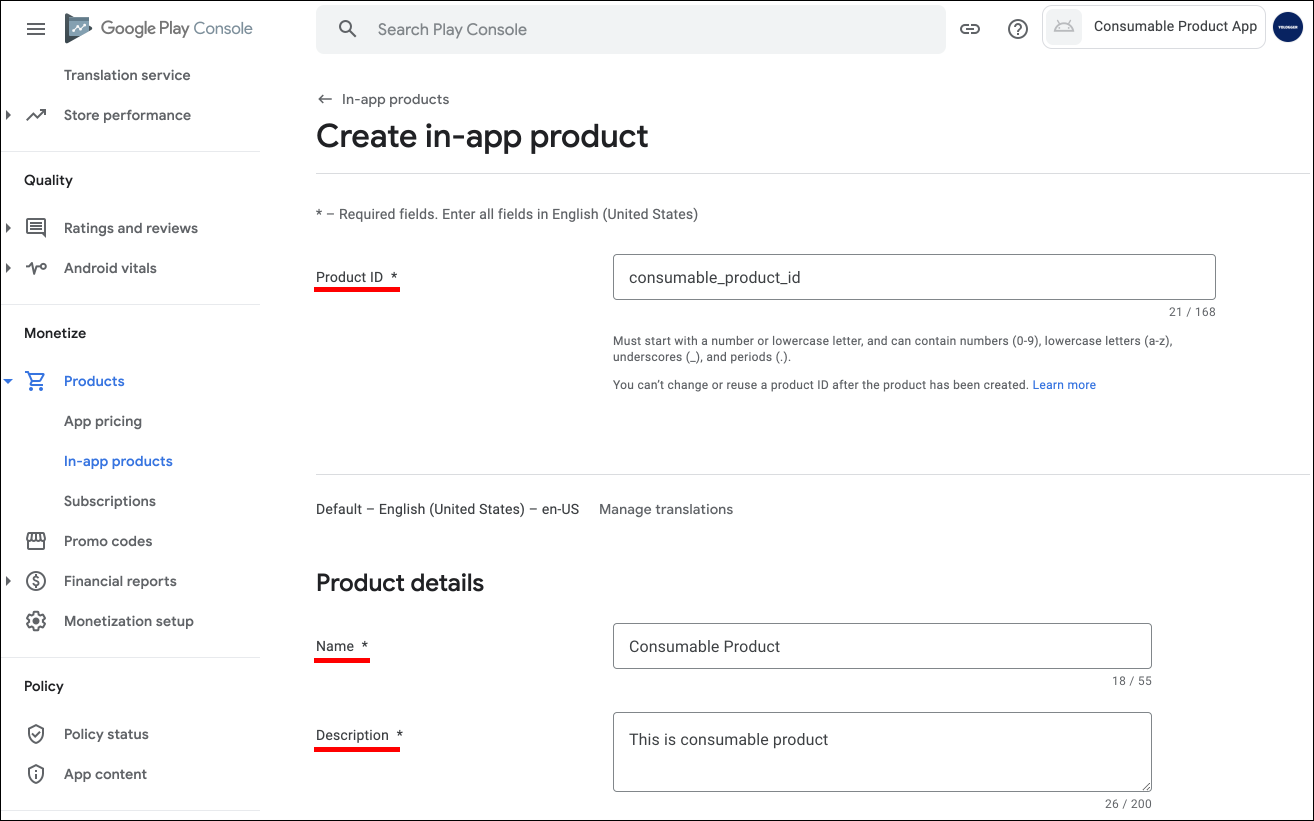 Google Play Console
Search Play Console
Consumable Product App
Translation service
Store performance
Quality
Ratings and reviews
Android vitals
Monetize
Products
App pricing
In-app products
Subscriptions
Promo codes
Financial reports
Monetization setup
Policy
Policy status
App content
In-app products
Create in-app product
* – Required fields. Enter all fields in English (United States)
Product ID *
consumable_product_id
21 / 168
Must start with a number or lowercase letter, and can contain numbers (0-9), lowercase letters (a-z),
underscores (_), and periods (.).
You can't change or reuse a product ID after the product has been created. Learn more
Default – English (United States) – en-US Manage translations
Product details
Name *
Consumable Product
18 / 55
Description *
This is consumable product
26 / 200